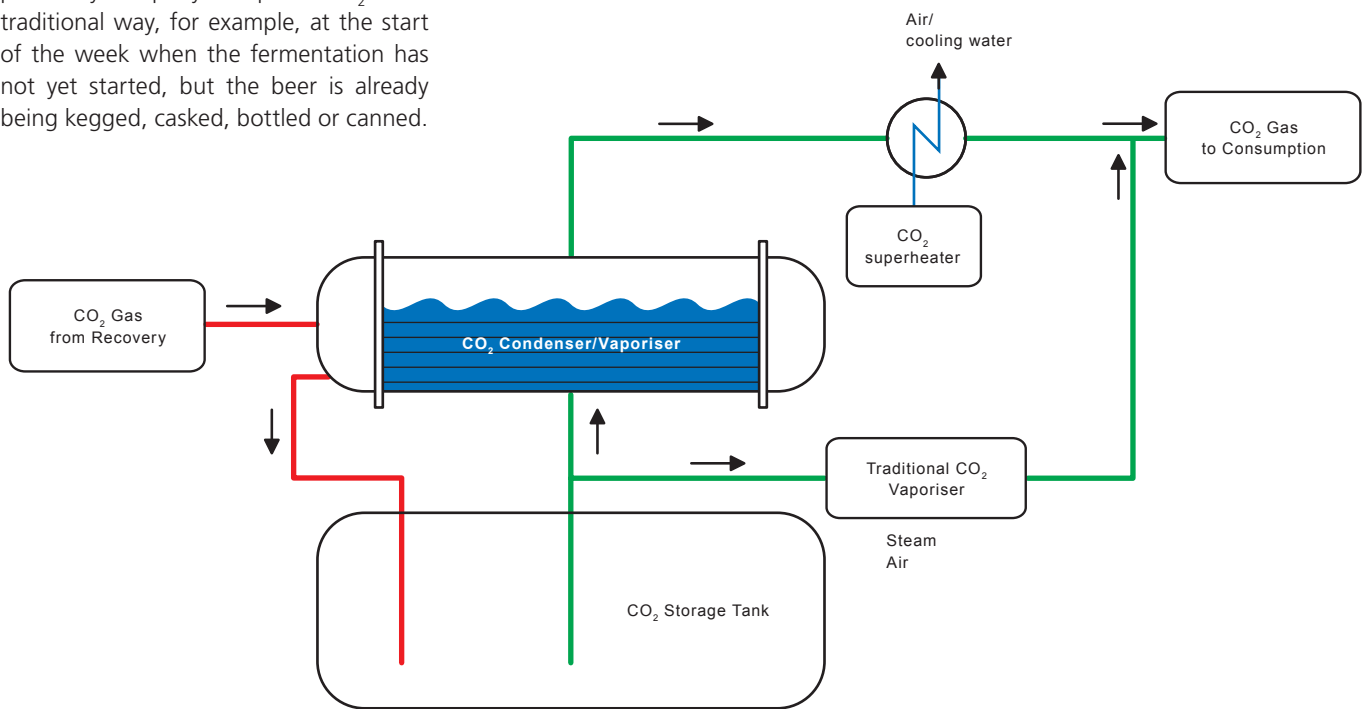 traditional way, for example, at the start
of the week when the fermentation has
not yet started, but the beer is already
being kegged, casked, bottled or canned.
Air/
cooling water
CO₂ Gas
to Consumption
CO₂
superheater
CO₂ Gas
from Recovery
CO₂ Condenser/Vaporiser
Traditional CO₂
Vaporiser
Steam
Air
CO₂ Storage Tank